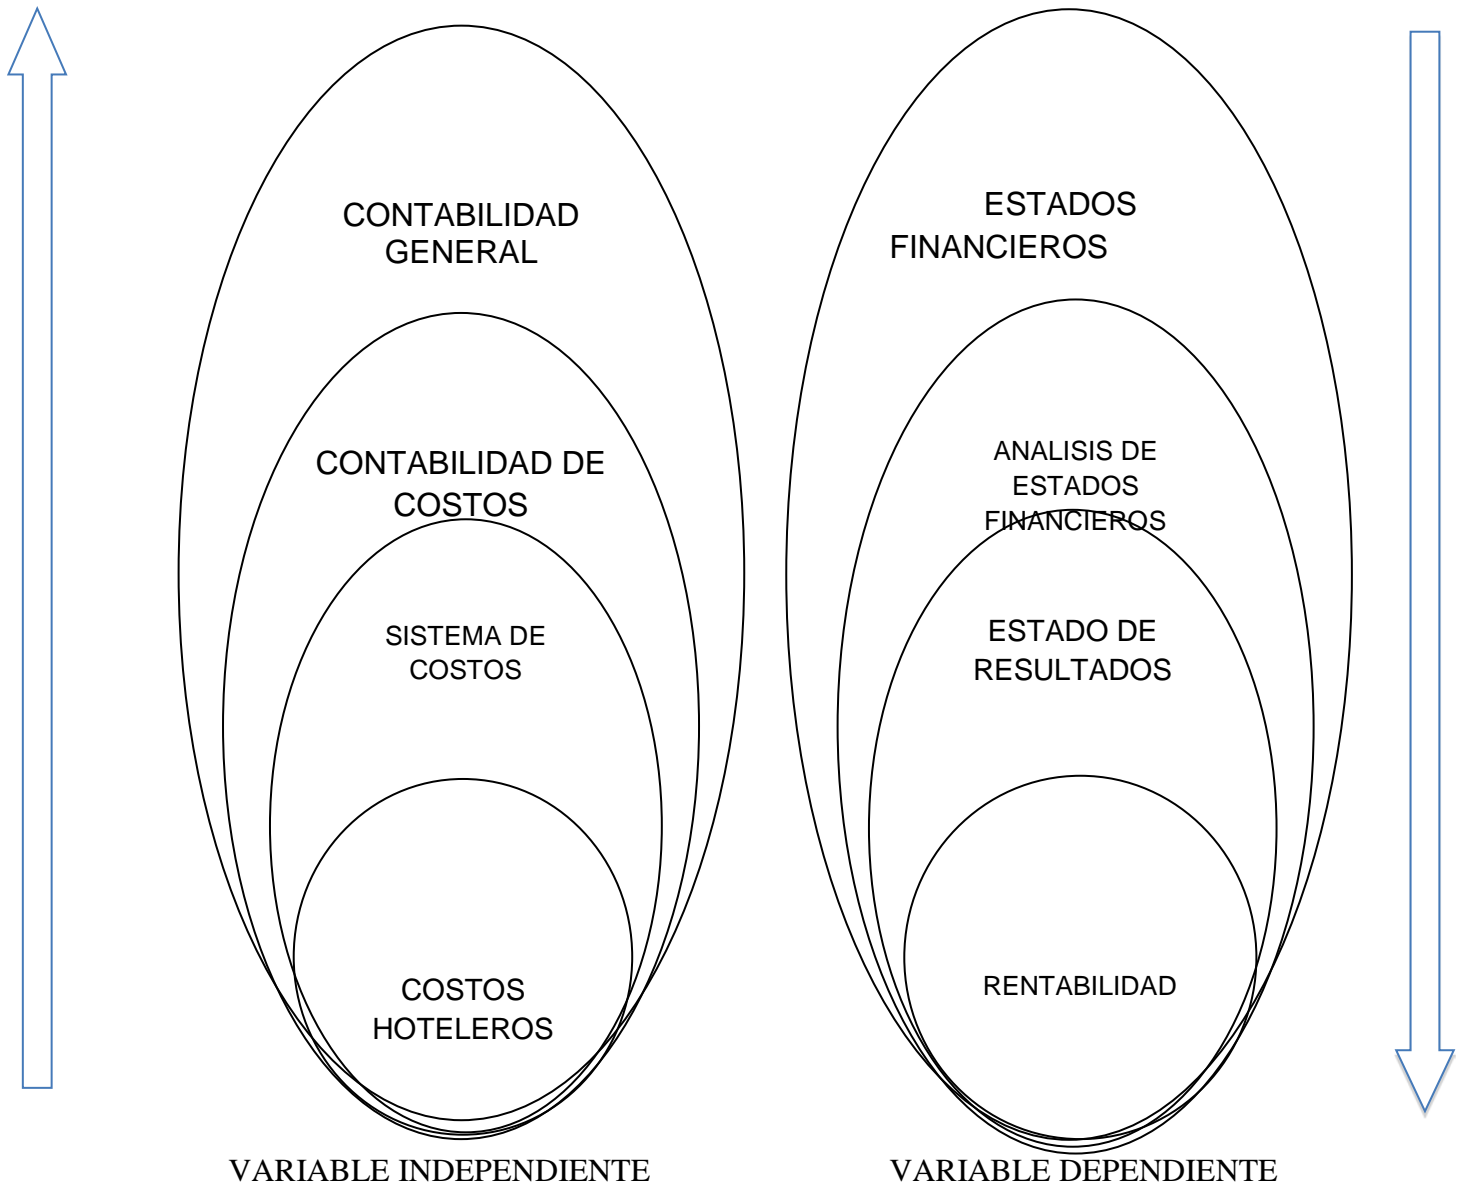 CONTABILIDAD
GENERAL
CONTABILIDAD DE
COSTOS
SISTEMA DE
COSTOS
COSTOS
HOTELEROS
VARIABLE INDEPENDIENTE
ESTADOS
FINANCIEROS
ANALISIS DE
ESTADOS
FINANCIEROS
ESTADO DE
RESULTADOS
RENTABILIDAD
VARIABLE DEPENDIENTE